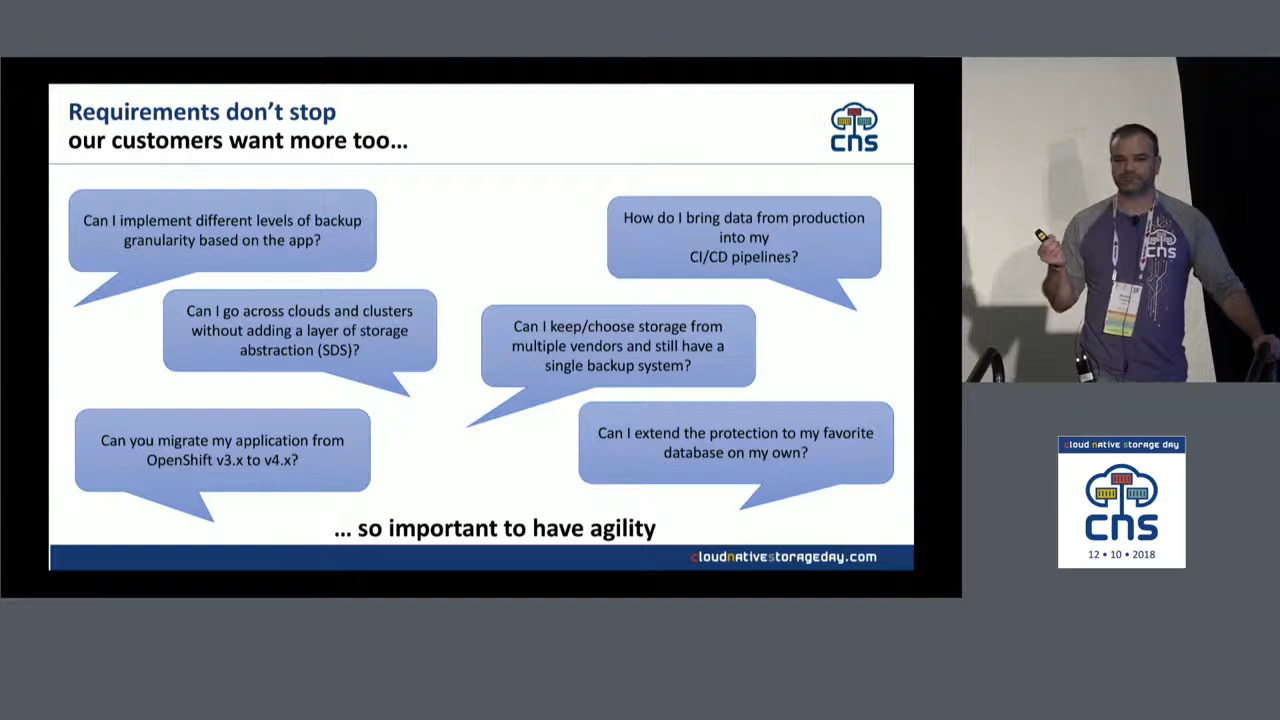 Requirements don't stop
our customers want more too...
cns
Can I implement different levels of backup
granularity based on the app?
How do I bring data from production
into my
CI/CD pipelines?
Can I go across clouds and clusters
without adding a layer of storage
abstraction (SDS)?
Can I keep/choose storage from
multiple vendors and still have a
single backup system?
Can you migrate my application from
OpenShift v3.x to v4.x?
Can I extend the protection to my favorite
database on my own?
... so important to have agility
cloudnativestorageday.com
cns
cloud native storage day
cns
12 • 10 • 2018